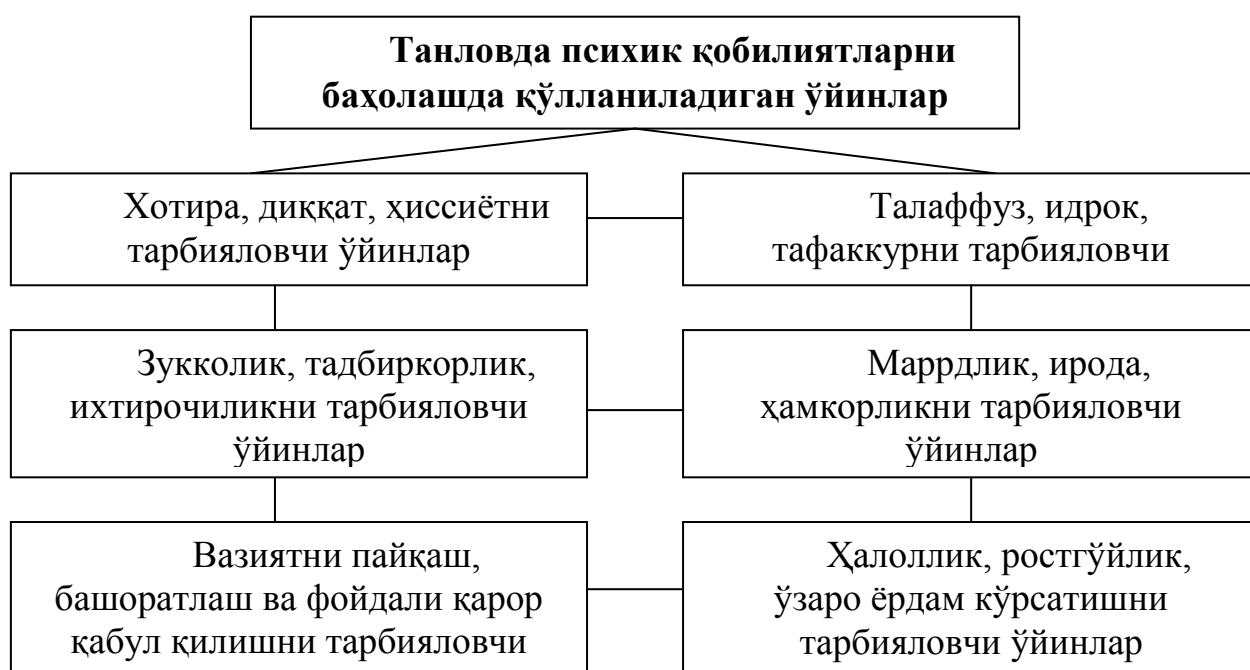 Танловда психик қобилиятларни
баҳолашда қўлланиладиган ўйинлар
Хотира, диққат, ҳиссиётни
тарбияловчи ўйинлар
Талаффуз, идрок,
тафаккурни тарбияловчи
Зукколик, тадбиркорлик,
ихтирочиликни тарбияловчи
ўйинлар
Маррдлик, ирода,
ҳамкорликни тарбияловчи
ўйинлар
Вазиятни пайқаш,
башоратлаш ва фойдали қарор
қабул қилишни тарбияловчи
Ҳалоллик, ростгўйлик,
ўзаро ёрдам кўрсатишни
тарбияловчи ўйинлар